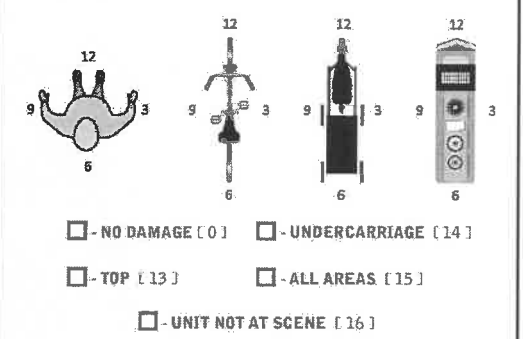 12 12 12
12
9 3 9 3 9 3 9 3
6 6 6 6
☐ - NO DAMAGE [ 0 ] ☐ - UNDERCARRIAGE [ 14 ]
☐ - TOP [ 13 ] ☐ - ALL AREAS [ 15 ]
☐ - UNIT NOT AT SCENE [ 16 ]